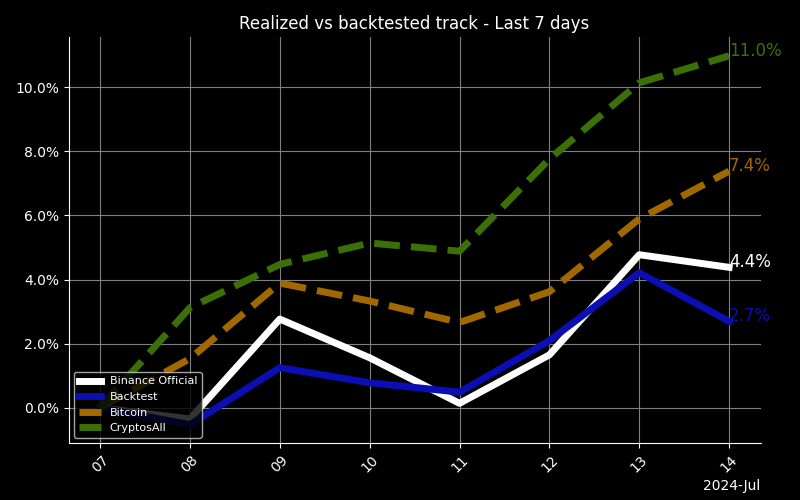 Realized vs backtested track - Last 7 days
11.0%
10.0%
8.0%
7.4%
6.0%
4.4%
4.0%
2.7%
2.0%
0.0%
Binance Official
Backtest
Bitcoin
CryptosAll
07 08 09 10 11 12 13 14
2024-Jul